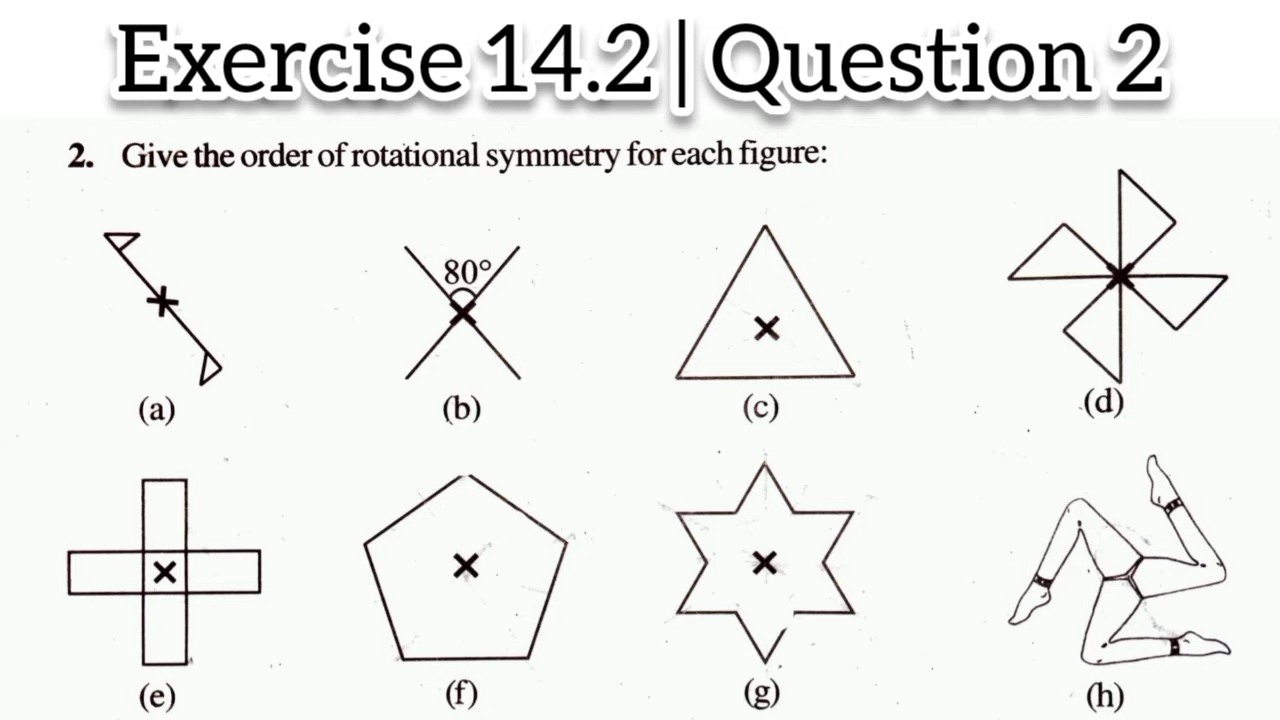 Exercise 14.2 | Question 2
2. Give the order of rotational symmetry for each figure:
80°
(a) (b) (c) (d)
(e) (f) (g) (h)